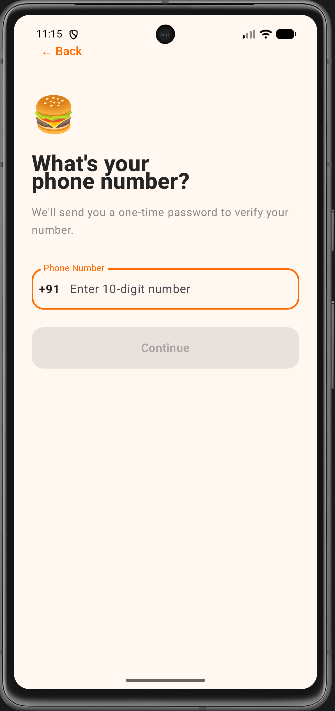 11:15
← Back
What's your
phone number?
We'll send you a one-time password to verify your
number.
Phone Number
+91 Enter 10-digit number
Continue